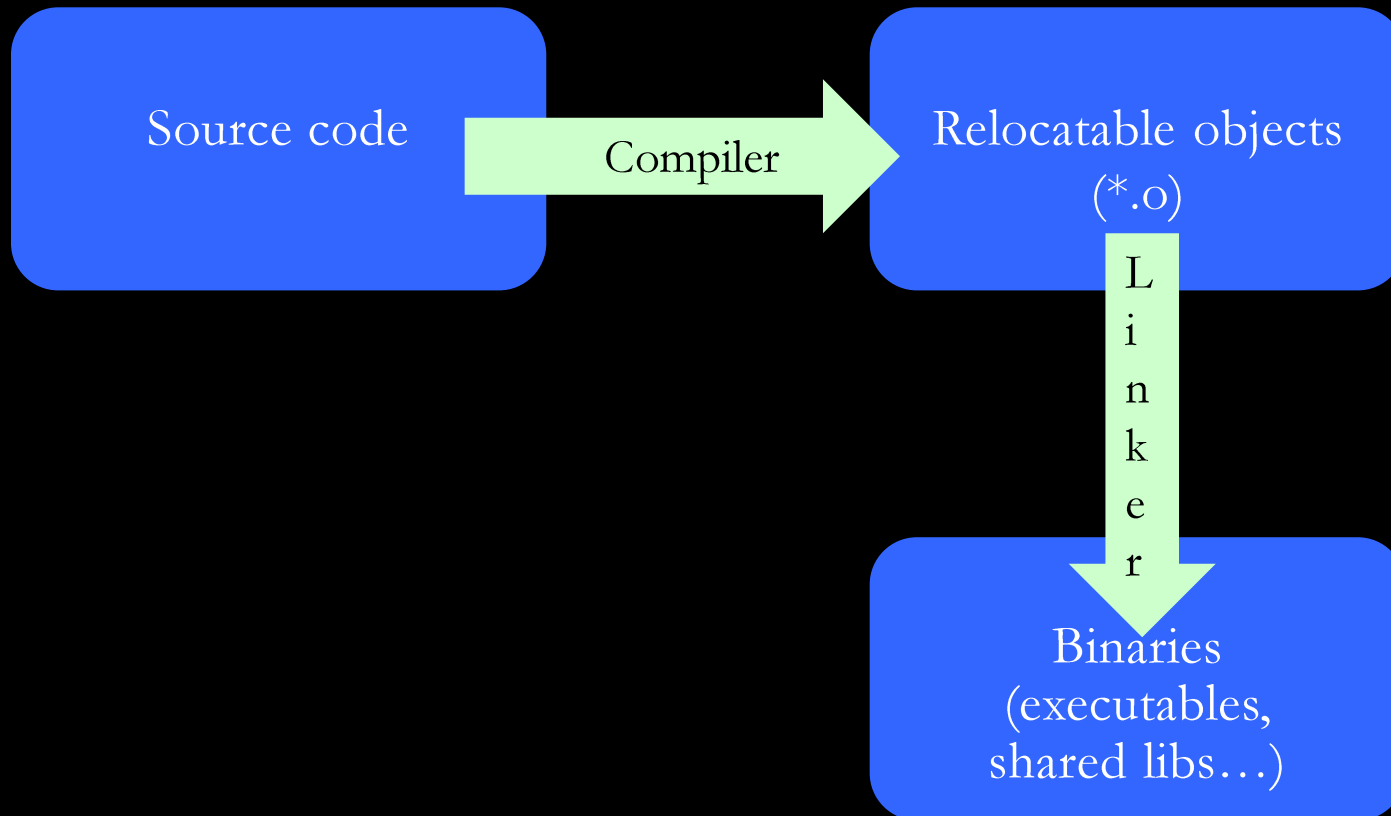 Source code
Compiler
Relocatable objects
(*.o)
L
i
n
k
e
r
Binaries
(executables,
shared libs…)